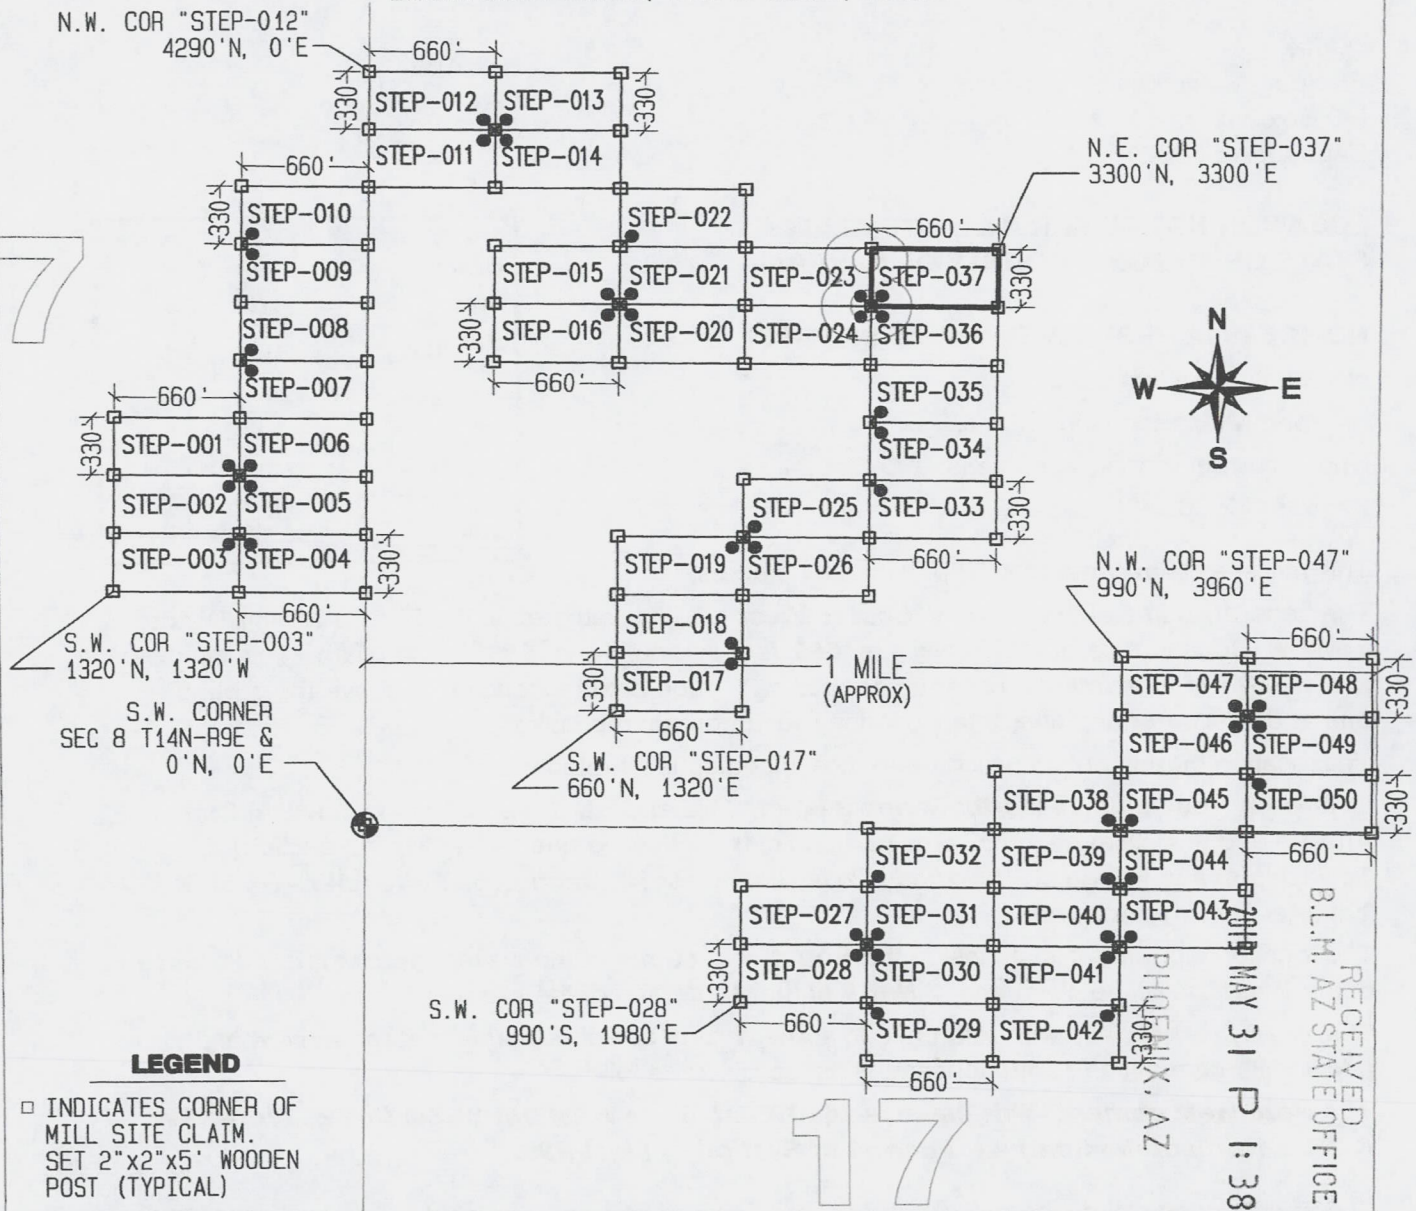 N.W. COR "STEP-012"
4290'N, 0'E
660'
330
STEP-012
STEP-013
330
STEP-011
STEP-014
N.E. COR "STEP-037"
3300'N, 3300'E
660'
330
STEP-010
STEP-022
660'
STEP-009
STEP-015
STEP-021
STEP-023
STEP-037
330
7
STEP-008
330
STEP-016
STEP-020
STEP-024
STEP-036
N
W
E
S
STEP-007
660'
STEP-035
660'
330
STEP-001
STEP-006
STEP-034
STEP-002
STEP-005
STEP-025
STEP-033
330
STEP-003
STEP-004
330
STEP-019
STEP-026
660'
N.W. COR "STEP-047"
990'N, 3960'E
660'
S.W. COR "STEP-003"
1320'N, 1320'W
STEP-018
660'
330
STEP-017
1 MILE
(APPROX)
STEP-047
STEP-048
330
S.W. CORNER
SEC 8 T14N-R9E &
0'N, 0'E
660'
S.W. COR "STEP-017"
660'N, 1320'E
STEP-046
STEP-049
STEP-038
STEP-045
STEP-050
330
STEP-032
STEP-039
STEP-044
660'
STEP-027
STEP-031
STEP-040
STEP-043
330
STEP-028
STEP-030
STEP-041
S.W. COR "STEP-028"
990'S, 1980'E
660'
STEP-029
STEP-042
330
660'
17
RECEIVED
B.L.M. AZ STATE OFFICE
MAY 31 P 1:38
PHOENIX, AZ
LEGEND
□ INDICATES CORNER OF
MILL SITE CLAIM.
SET 2"x2"x5' WOODEN
POST (TYPICAL)